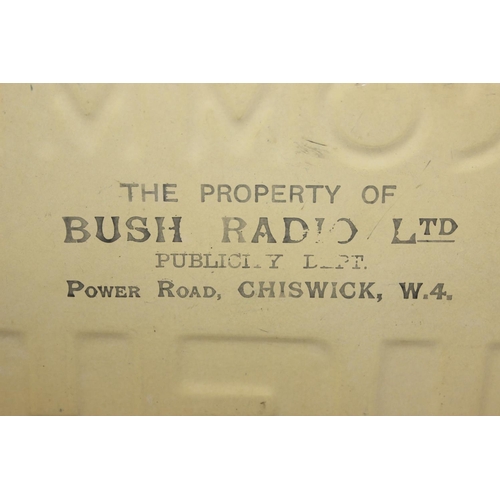 THE PROPERTY OF
BUSH RADIO LTD
PUBLICITY DEPT.
POWER ROAD, CHISWICK, W.4.